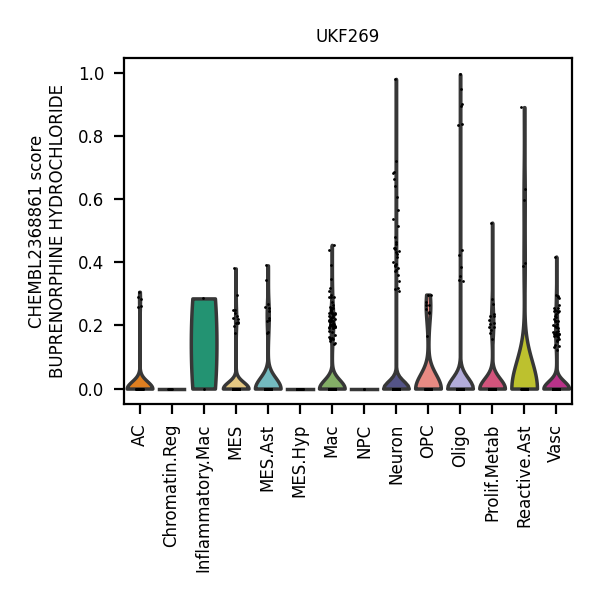 UKF269
CHEMBL2368861 score
BUPRENORPHINE HYDROCHLORIDE
1.0
0.8
0.6
0.4
0.2
0.0
AC
Chromatin.Reg
Inflammatory.Mac
MES
MES.Ast
MES.Hyp
Mac
NPC
Neuron
OPC
Oligo
Prolif.Metab
Reactive.Ast
Vasc